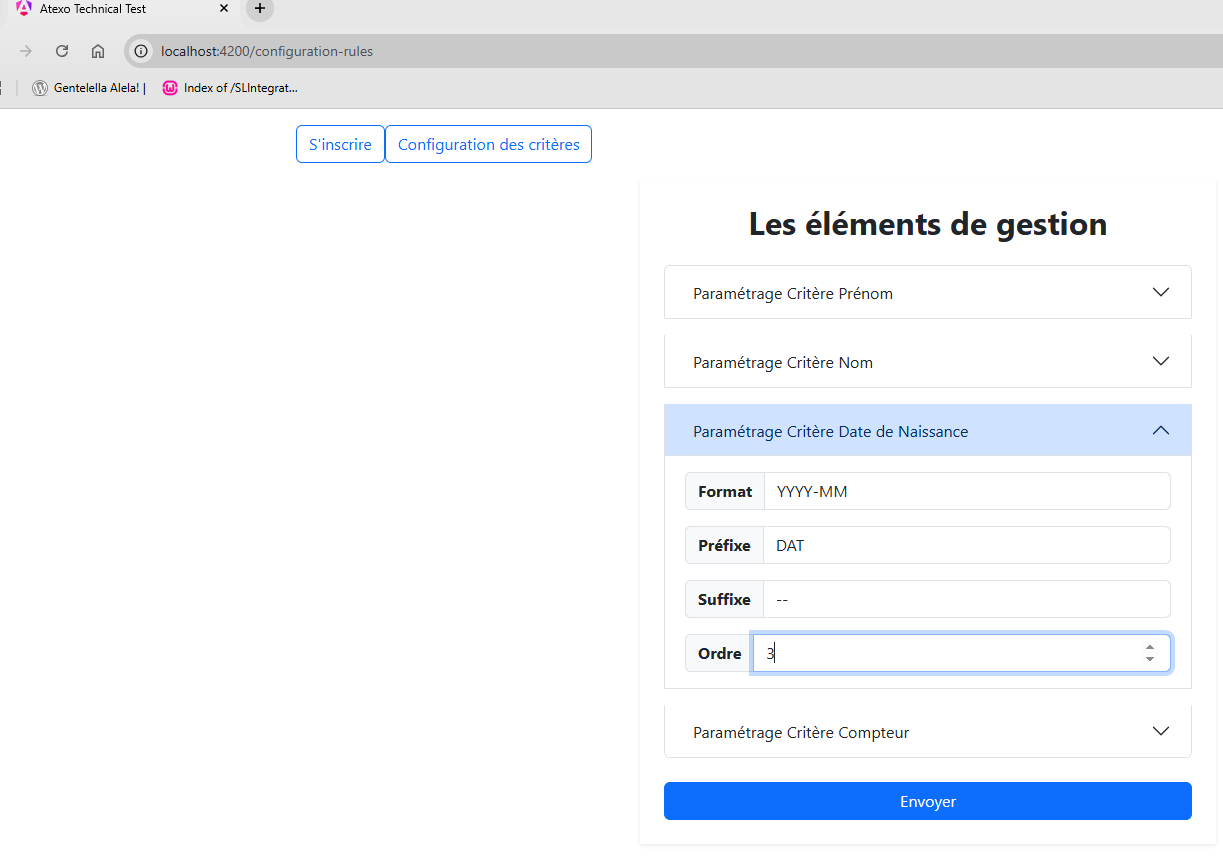 Atexo Technical Test
localhost:4200/configuration-rules
Gentelella Alela! |
Index of /SLIntegrat...
S'inscrire
Configuration des critères
Les éléments de gestion
Paramétrage Critère Prénom
Paramétrage Critère Nom
Paramétrage Critère Date de Naissance
Format YYYY-MM
Préfixe DAT
Suffixe --
Ordre 3
Paramétrage Critère Compteur
Envoyer